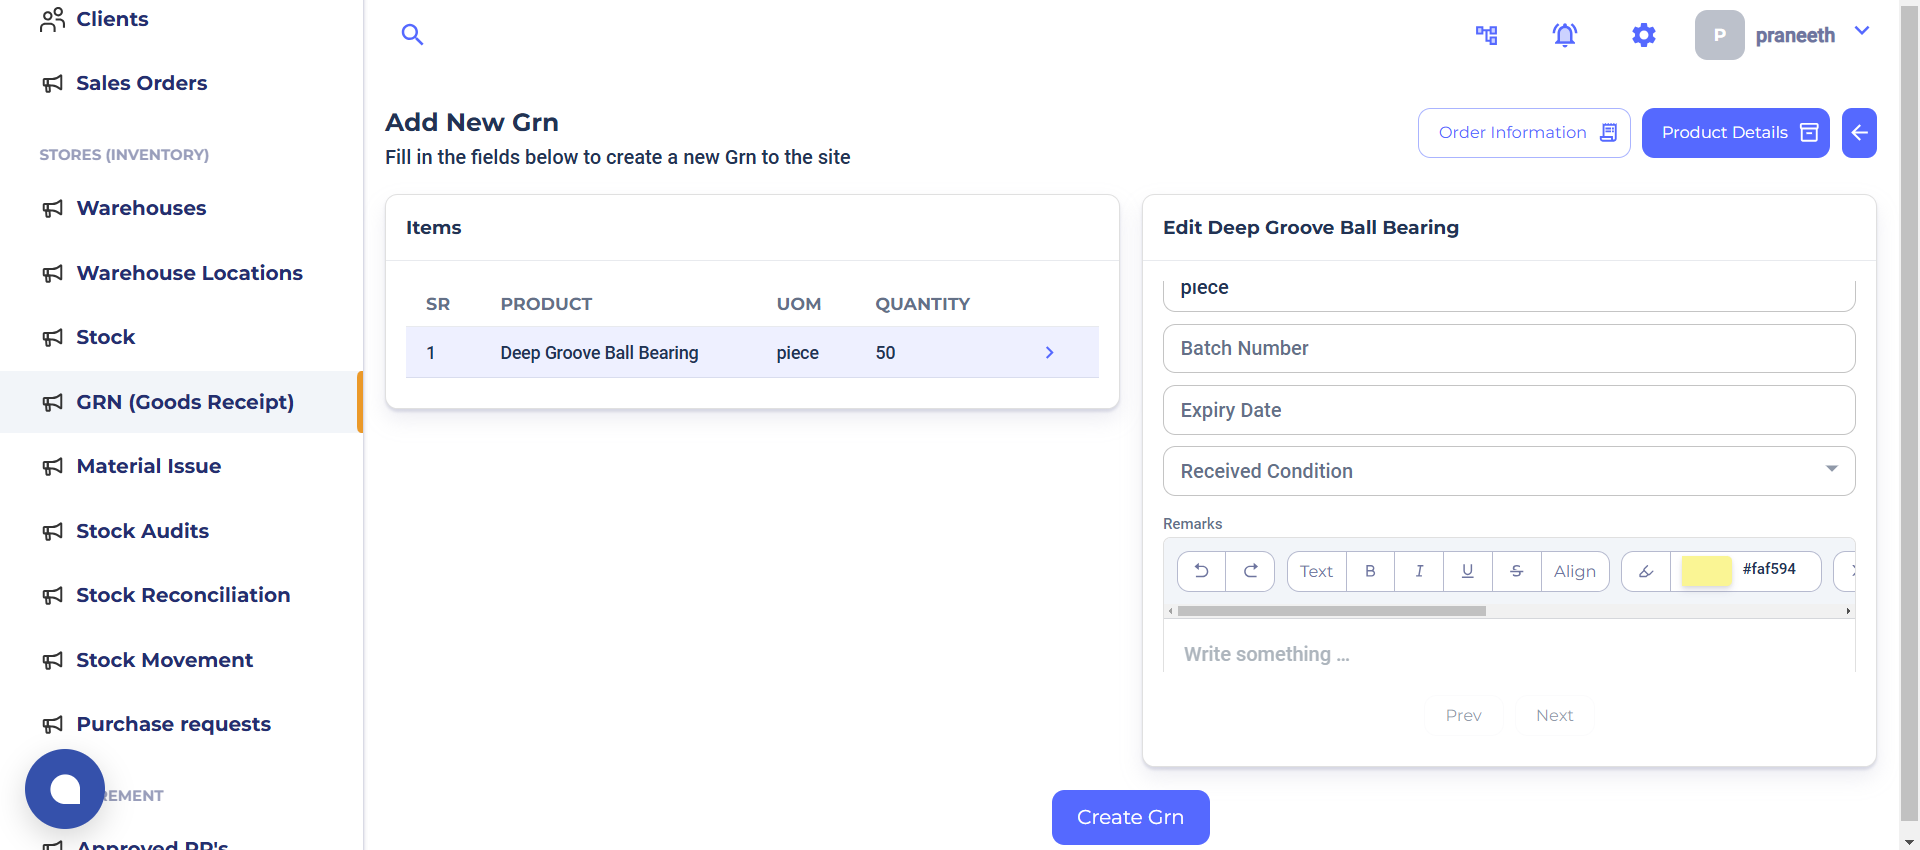 Clients
Sales Orders
STORES (INVENTORY)
Warehouses
Warehouse Locations
Stock
GRN (Goods Receipt)
Material Issue
Stock Audits
Stock Reconciliation
Stock Movement
Purchase requests
REMENT
Approved PR's
P
praneeth
Add New Grn
Fill in the fields below to create a new Grn to the site
Order Information
Product Details
Items
SR PRODUCT UOM QUANTITY
1 Deep Groove Ball Bearing piece 50
Edit Deep Groove Ball Bearing
piece
Batch Number
Expiry Date
Received Condition
Remarks
Text B I U S Align #faf594
Write something ...
Prev Next
Create Grn